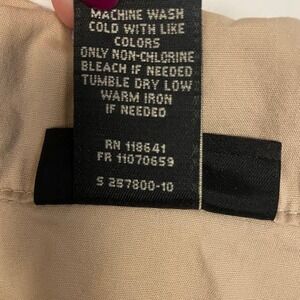 MACHINE WASH
COLD WITH LIKE
COLORS
ONLY NON-CHLORINE
BLEACH IF NEEDED
TUMBLE DRY LOW
WARM IRON
IF NEEDED
RN 118641
FR 11070659
S 257800-10